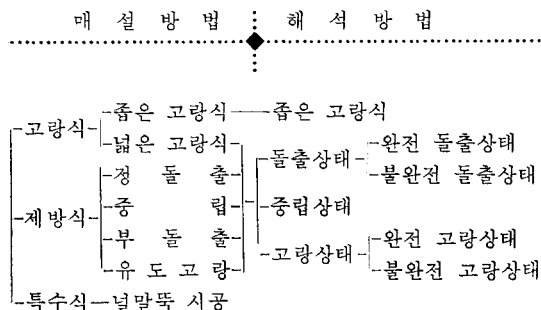 매 설 방 법 해 석 방 법
좁은 고랑식 좁은 고랑식
고랑식
넓은 고랑식 완전 돌출상태
돌출상태
정 돌 출 불완전 돌출상태
제방식 중 립 중립상태
부 돌 출 완전 고랑상태
고랑상태
유 도 고 랑 불완전 고랑상태
특수식 널말뚝 시공